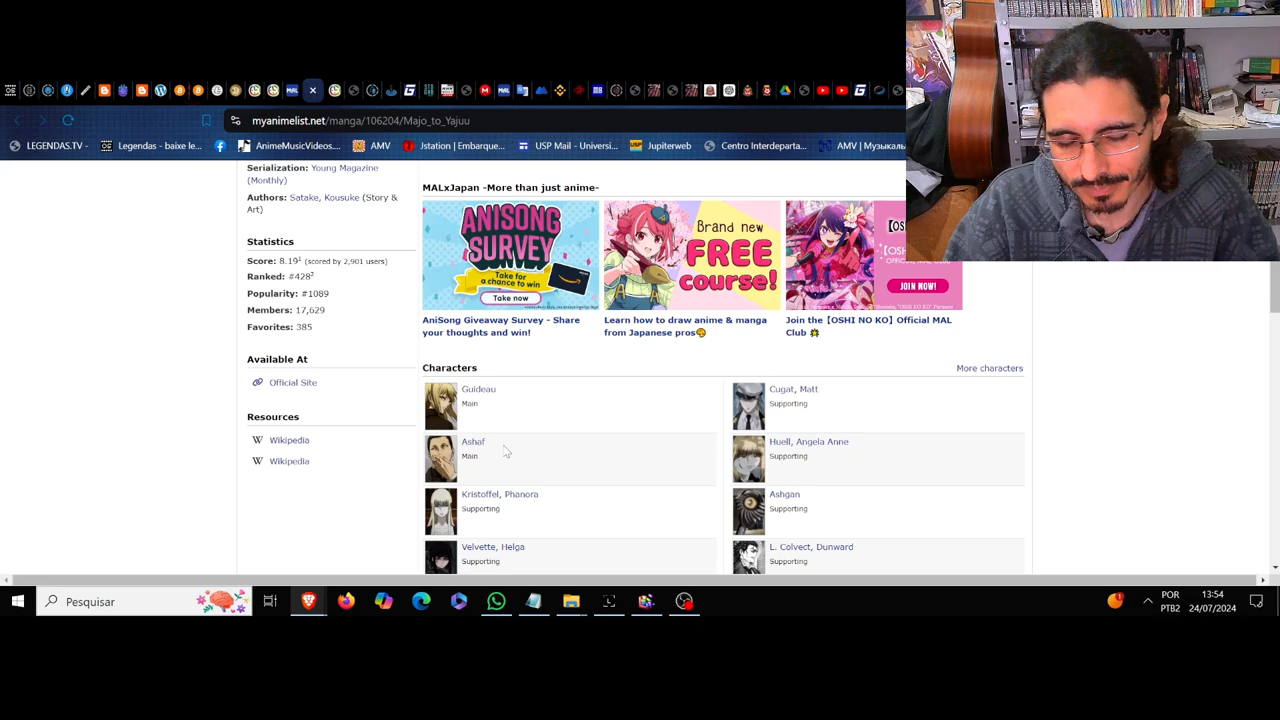 myanimelist.net/manga/106204/Majo_to_Yajuu
LEGENDAS.TV -
Legendas - baixe le...
AnimeMusicVideos....
AMV
Jstation | Embarque...
USP Mail - Universi...
Jupiterweb
Centro Interdeparta...
AMV | Музыкаль
Serialization: Young Magazine
(Monthly)
Authors: Satake, Kousuke (Story &
Art)
Statistics
Score: 8.19¹ (scored by 2,901 users)
Ranked: #428²
Popularity: #1089
Members: 17,629
Favorites: 385
Available At
Official Site
Resources
Wikipedia
Wikipedia
MALxJapan -More than just anime-
ANISONG
SURVEY
Take for
a chance to win
Take now
AniSong Giveaway Survey - Share
your thoughts and win!
Brand new
FREE
course!
Learn how to draw anime & manga
from Japanese pros
JOIN NOW!
Join the【OSHI NO KO】Official MAL
Club
Characters
More characters
Guideau
Main
Cugat, Matt
Supporting
Ashaf
Main
Huell, Angela Anne
Supporting
Kristoffel, Phanora
Supporting
Ashgan
Supporting
Velvette, Helga
Supporting
L. Colvect, Dunward
Supporting
Pesquisar
POR
PTB2
13:54
24/07/2024